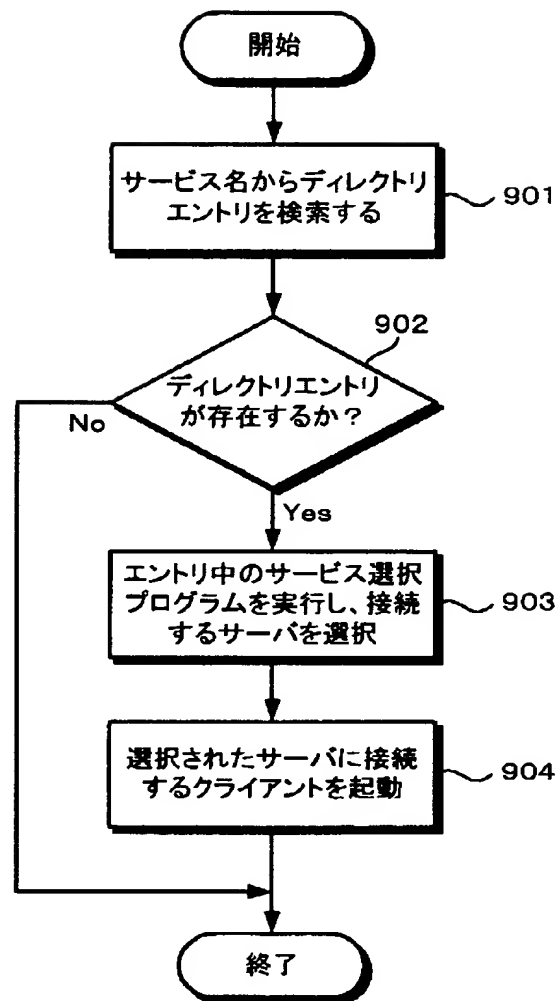 開始
サービス名からディレクトリ
エントリを検索する
901
902
ディレクトリエントリ
が存在するか？
No
Yes
エントリ中のサービス選択
プログラムを実行し、接続
するサーバを選択
903
選択されたサーバに接続
するクライアントを起動
904
終了